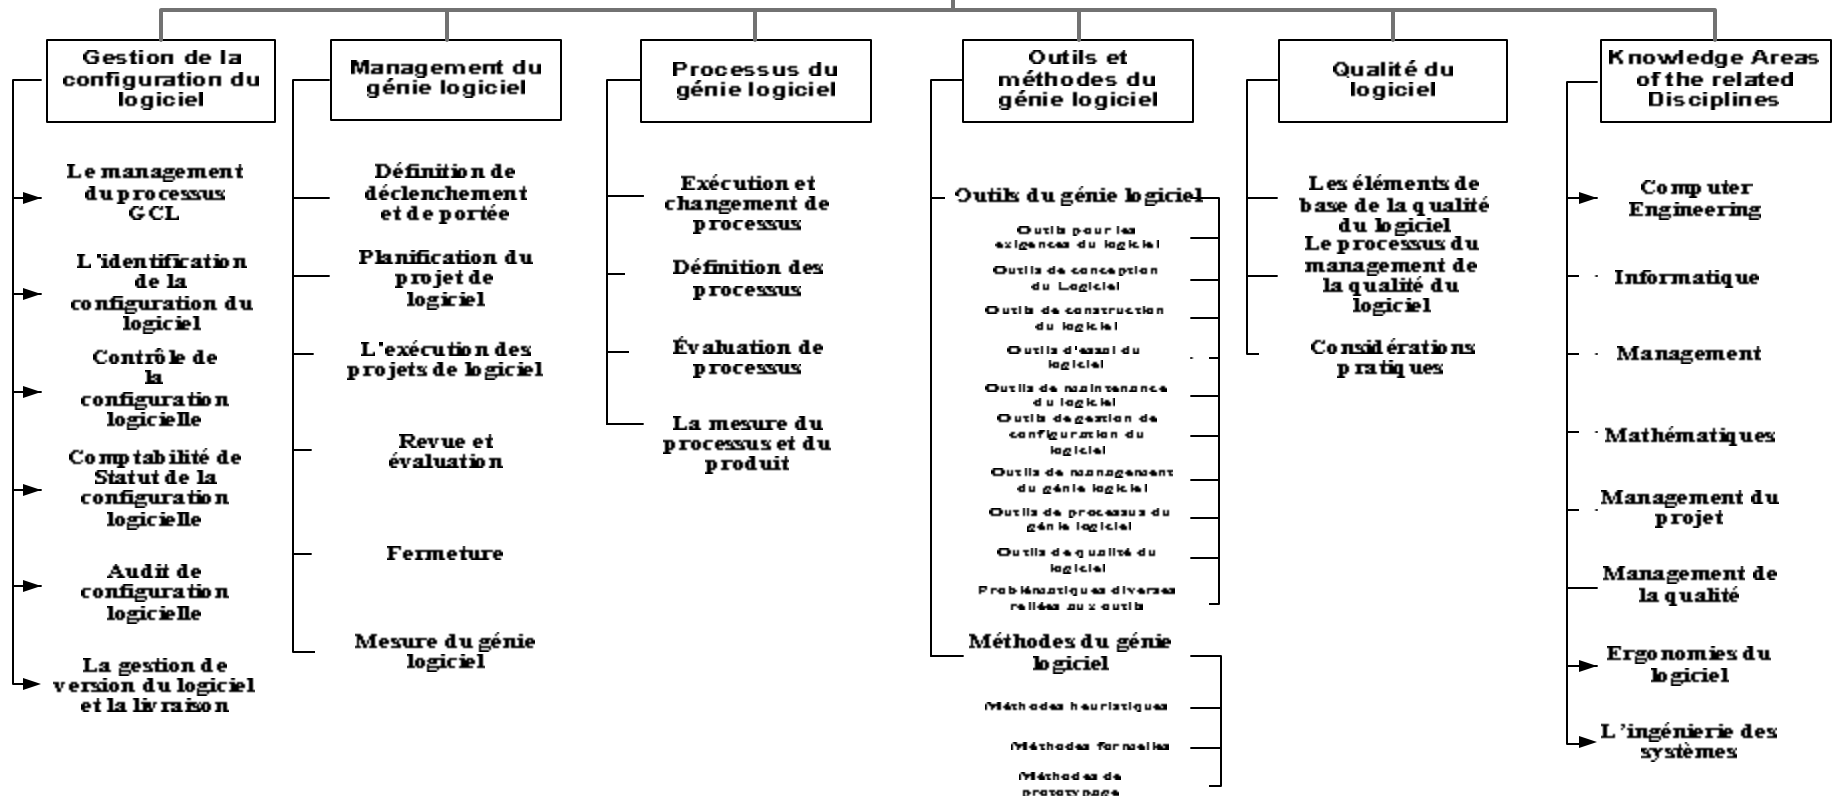 Gestion de la
configuration du
logiciel
Le management
du processus
GCL
L'identification
de la
configuration du
logiciel
Contrôle de
la
configuration
logicielle
Comptabilité de
Statut de la
configuration
logicielle
Audit de
configuration
logicielle
La gestion de
version du logiciel
et la livraison
Management du
génie logiciel
Définition de
déclenchement
et de portée
Planification du
projet de
logiciel
L'exécution des
projets de logiciel
Revue et
évaluation
Fermeture
Mesure du génie
logiciel
Processus du
génie logiciel
Exécution et
changement de
processus
Définition des
processus
Évaluation de
processus
La mesure du
processus et du
produit
Outils et
méthodes du
génie logiciel
Outils du génie logiciel
Outils pour les
exigences du logiciel
Outils de conception
du Logiciel
Outils de construction
du logiciel
Outils d'essai du
logiciel
Outils de maintenance
du logiciel
Outils de gestion de
configuration du
logiciel
Outils de management
du génie logiciel
Outils de processus du
génie logiciel
Outils de qualité du
logiciel
Problématiques diverses
reliées aux outils
Méthodes du génie
logiciel
Méthodes heuristiques
Méthodes formelles
Méthodes de
prototypage
Qualité du
logiciel
Les éléments de
base de la qualité
du logiciel
Le processus du
management de
la qualité du
logiciel
Considérations
pratiques
Knowledge Areas
of the related
Disciplines
Computer
Engineering
Informatique
Management
Mathématiques
Management du
projet
Management de
la qualité
Ergonomies du
logiciel
L'ingénierie des
systèmes